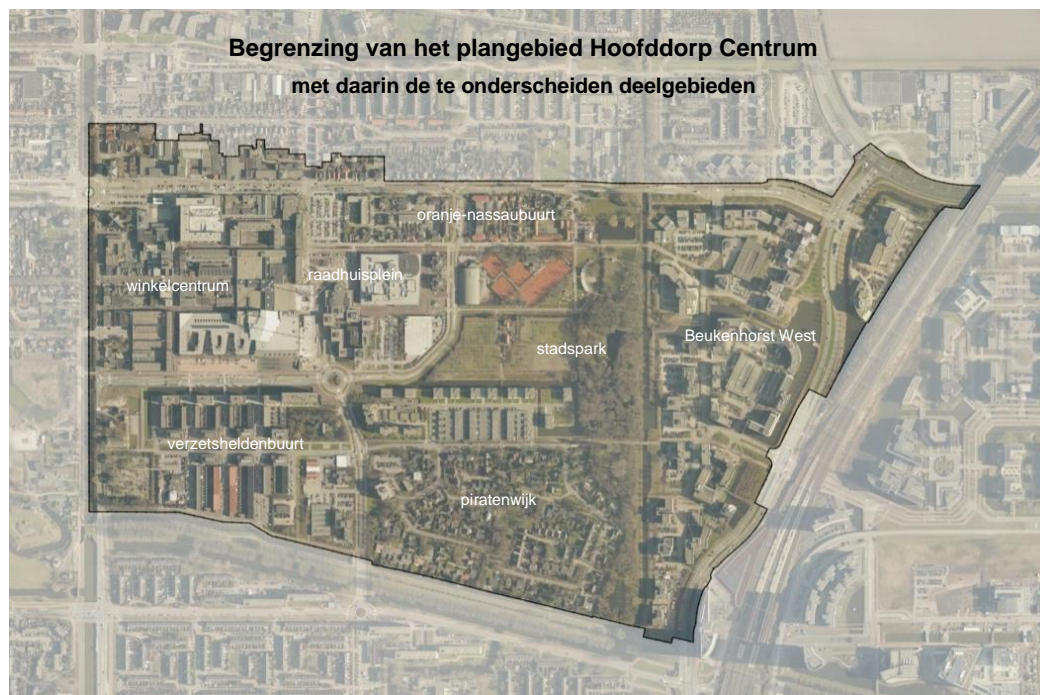 Begrenzing van het plangebied Hoofddorp Centrum
met daarin de te onderscheiden deelgebieden
oranje-nassaubuurt
raadhuisplein
winkelcentrum
Beukenhorst West
stadspark
verzetsheldenbuurt
piratenwijk